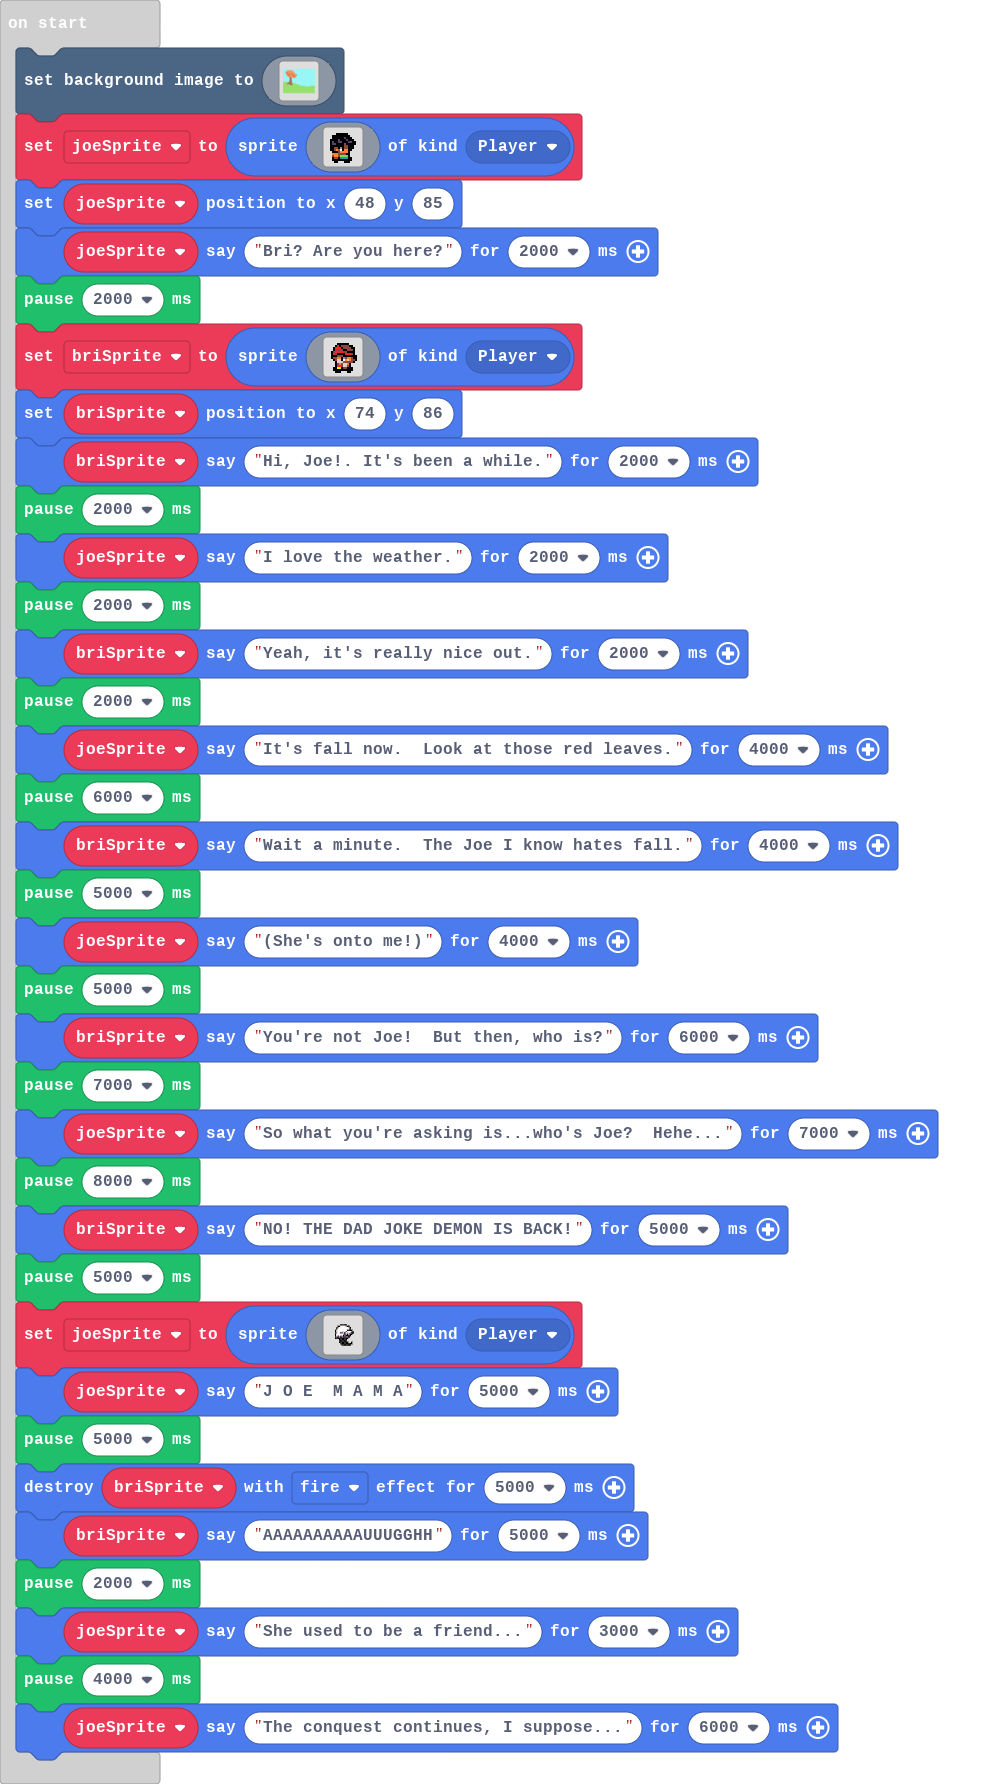 on start
set background image to
set joeSprite to sprite of kind Player
set joeSprite position to x 48 y 85
joeSprite say "Bri? Are you here?" for 2000 ms
pause 2000 ms
set briSprite to sprite of kind Player
set briSprite position to x 74 y 86
briSprite say "Hi, Joe!. It's been a while." for 2000 ms
pause 2000 ms
joeSprite say "I love the weather." for 2000 ms
pause 2000 ms
briSprite say "Yeah, it's really nice out." for 2000 ms
pause 2000 ms
joeSprite say "It's fall now.  Look at those red leaves." for 4000 ms
pause 6000 ms
briSprite say "Wait a minute.  The Joe I know hates fall." for 4000 ms
pause 5000 ms
joeSprite say "(She's onto me!)" for 4000 ms
pause 5000 ms
briSprite say "You're not Joe!  But then, who is?" for 6000 ms
pause 7000 ms
joeSprite say "So what you're asking is...who's Joe?  Hehe..." for 7000 ms
pause 8000 ms
briSprite say "NO! THE DAD JOKE DEMON IS BACK!" for 5000 ms
pause 5000 ms
set joeSprite to sprite of kind Player
joeSprite say "J O E  M A M A" for 5000 ms
pause 5000 ms
destroy briSprite with fire effect for 5000 ms
briSprite say "AAAAAAAAAAUUUGGHH" for 5000 ms
pause 2000 ms
joeSprite say "She used to be a friend..." for 3000 ms
pause 4000 ms
joeSprite say "The conquest continues, I suppose..." for 6000 ms